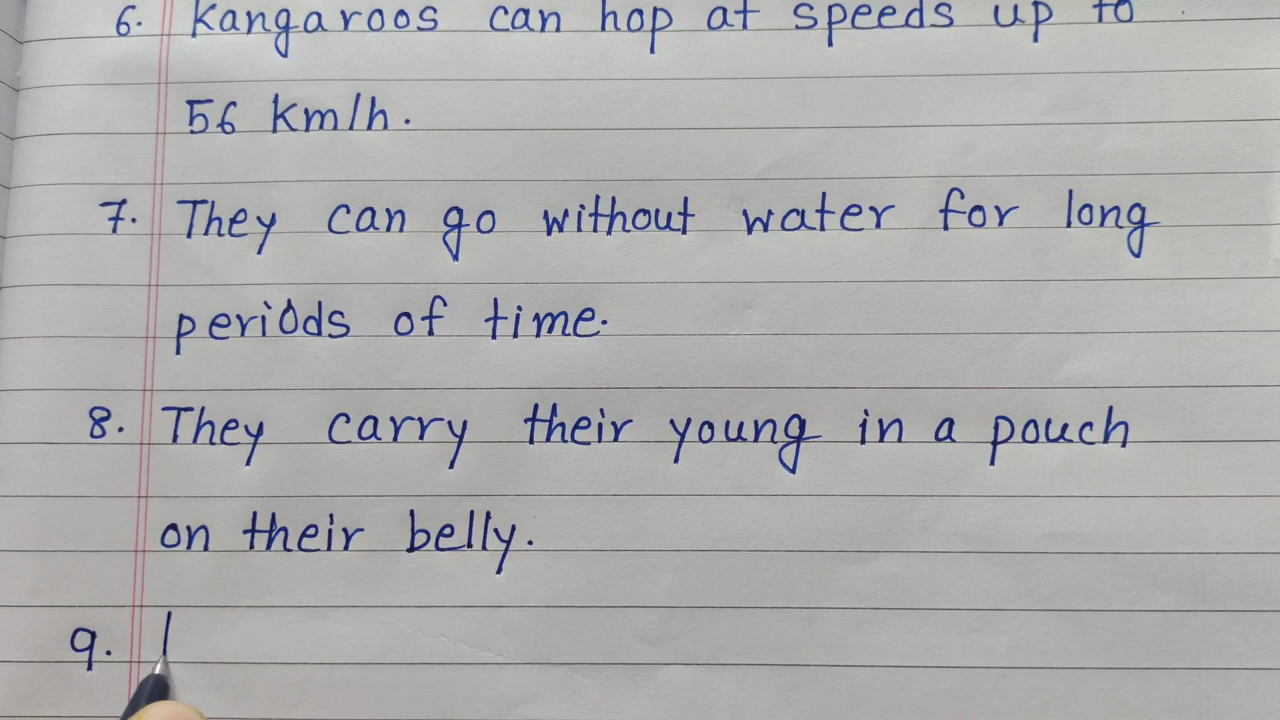 6. Kangaroos can hop at speeds up to
56 km/h.
7. They can go without water for long
periods of time.
8. They carry their young in a pouch
on their belly.
9.